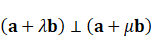 (𝐚 + λ𝐛) ⊥ (𝐚 + μ𝐛)